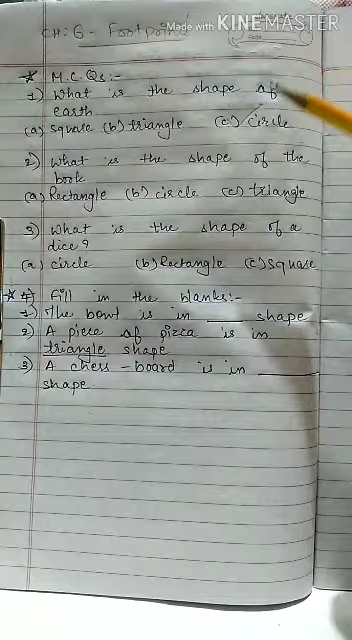 Made with KINEMASTER
CH: 6 - Footprint
* M.C.Qs:-
1) What is the shape of
earth
(a) square (b) triangle (c) circle
2) what is the shape of the
book
(a) Rectangle (b) circle (c) triangle
3) What is the shape of a
dice?
(a) circle (b) Rectangle (c) square
* 4) Fill in the blanks:-
1) The bowl is in ____ shape
2) A piece of pizza is in
triangle shape
3) A chess-board is in ____
shape